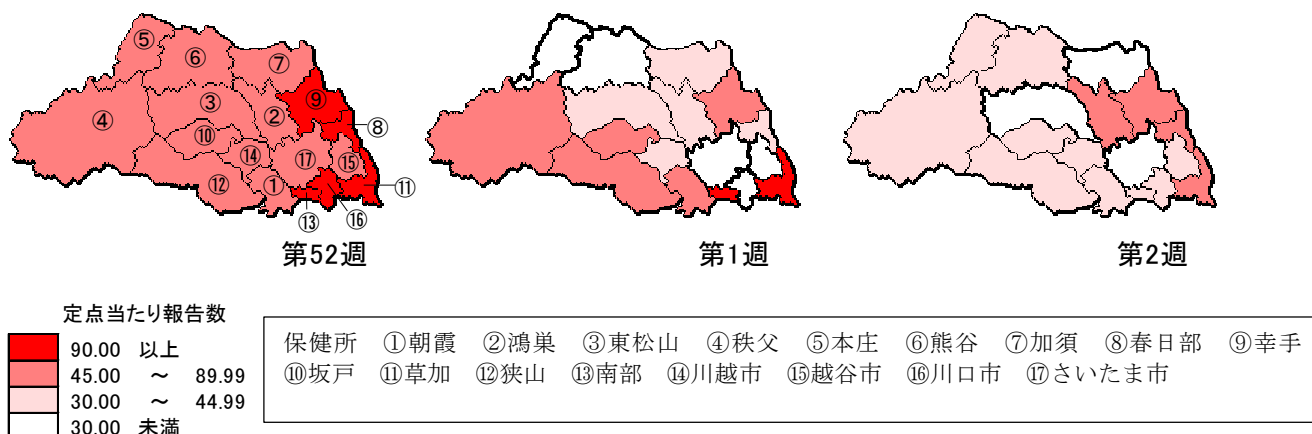 ⑤
⑥
⑦
⑨
③
④
②
⑧
⑩
⑭
⑰
⑮
⑫
①
⑪
⑬
⑯
第52週
第1週
第2週
定点当たり報告数
90.00 以上
45.00 ～ 89.99
30.00 ～ 44.99
30.00 未満
保健所 ①朝霞 ②鴻巣 ③東松山 ④秩父 ⑤本庄 ⑥熊谷 ⑦加須 ⑧春日部 ⑨幸手
⑩坂戸 ⑪草加 ⑫狭山 ⑬南部 ⑭川越市 ⑮越谷市 ⑯川口市 ⑰さいたま市